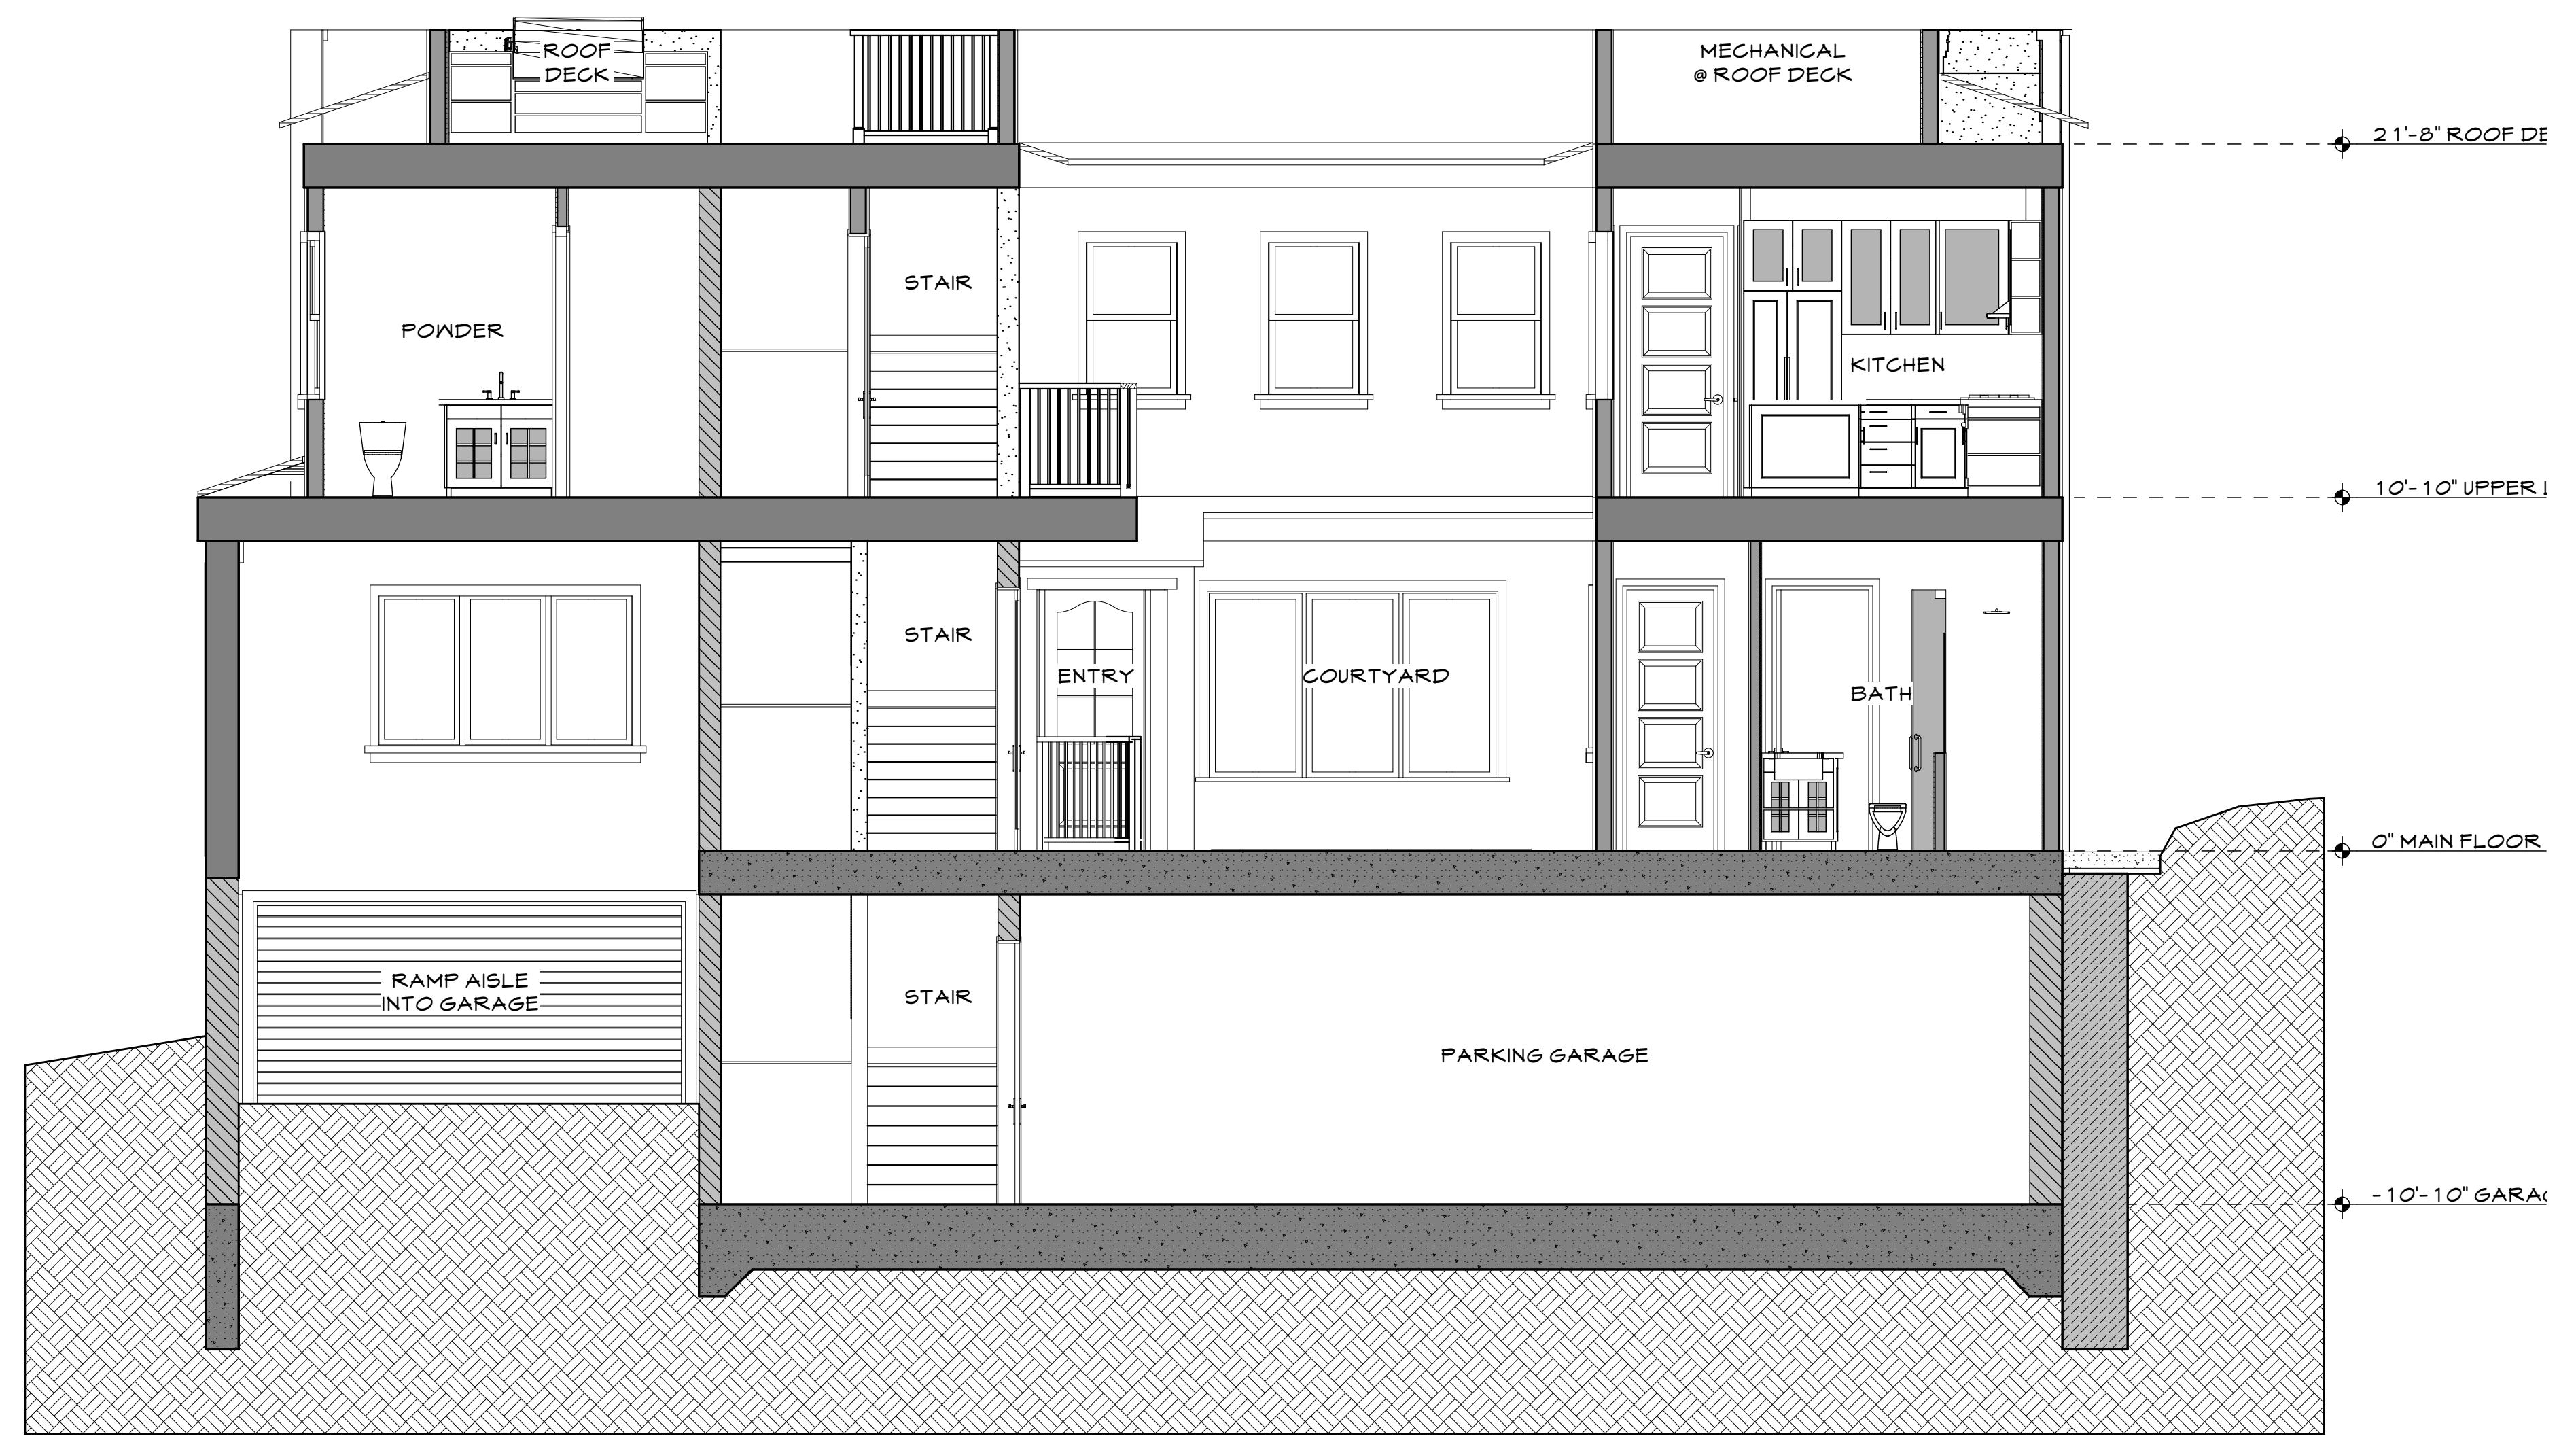 ROOF
DECK
MECHANICAL
@ ROOF DECK
21'-8" ROOF DE
STAIR
POWDER
KITCHEN
10'-10" UPPER
STAIR
ENTRY
COURTYARD
BATH
0" MAIN FLOOR
RAMP AISLE
INTO GARAGE
STAIR
PARKING GARAGE
-10'-10" GARAG